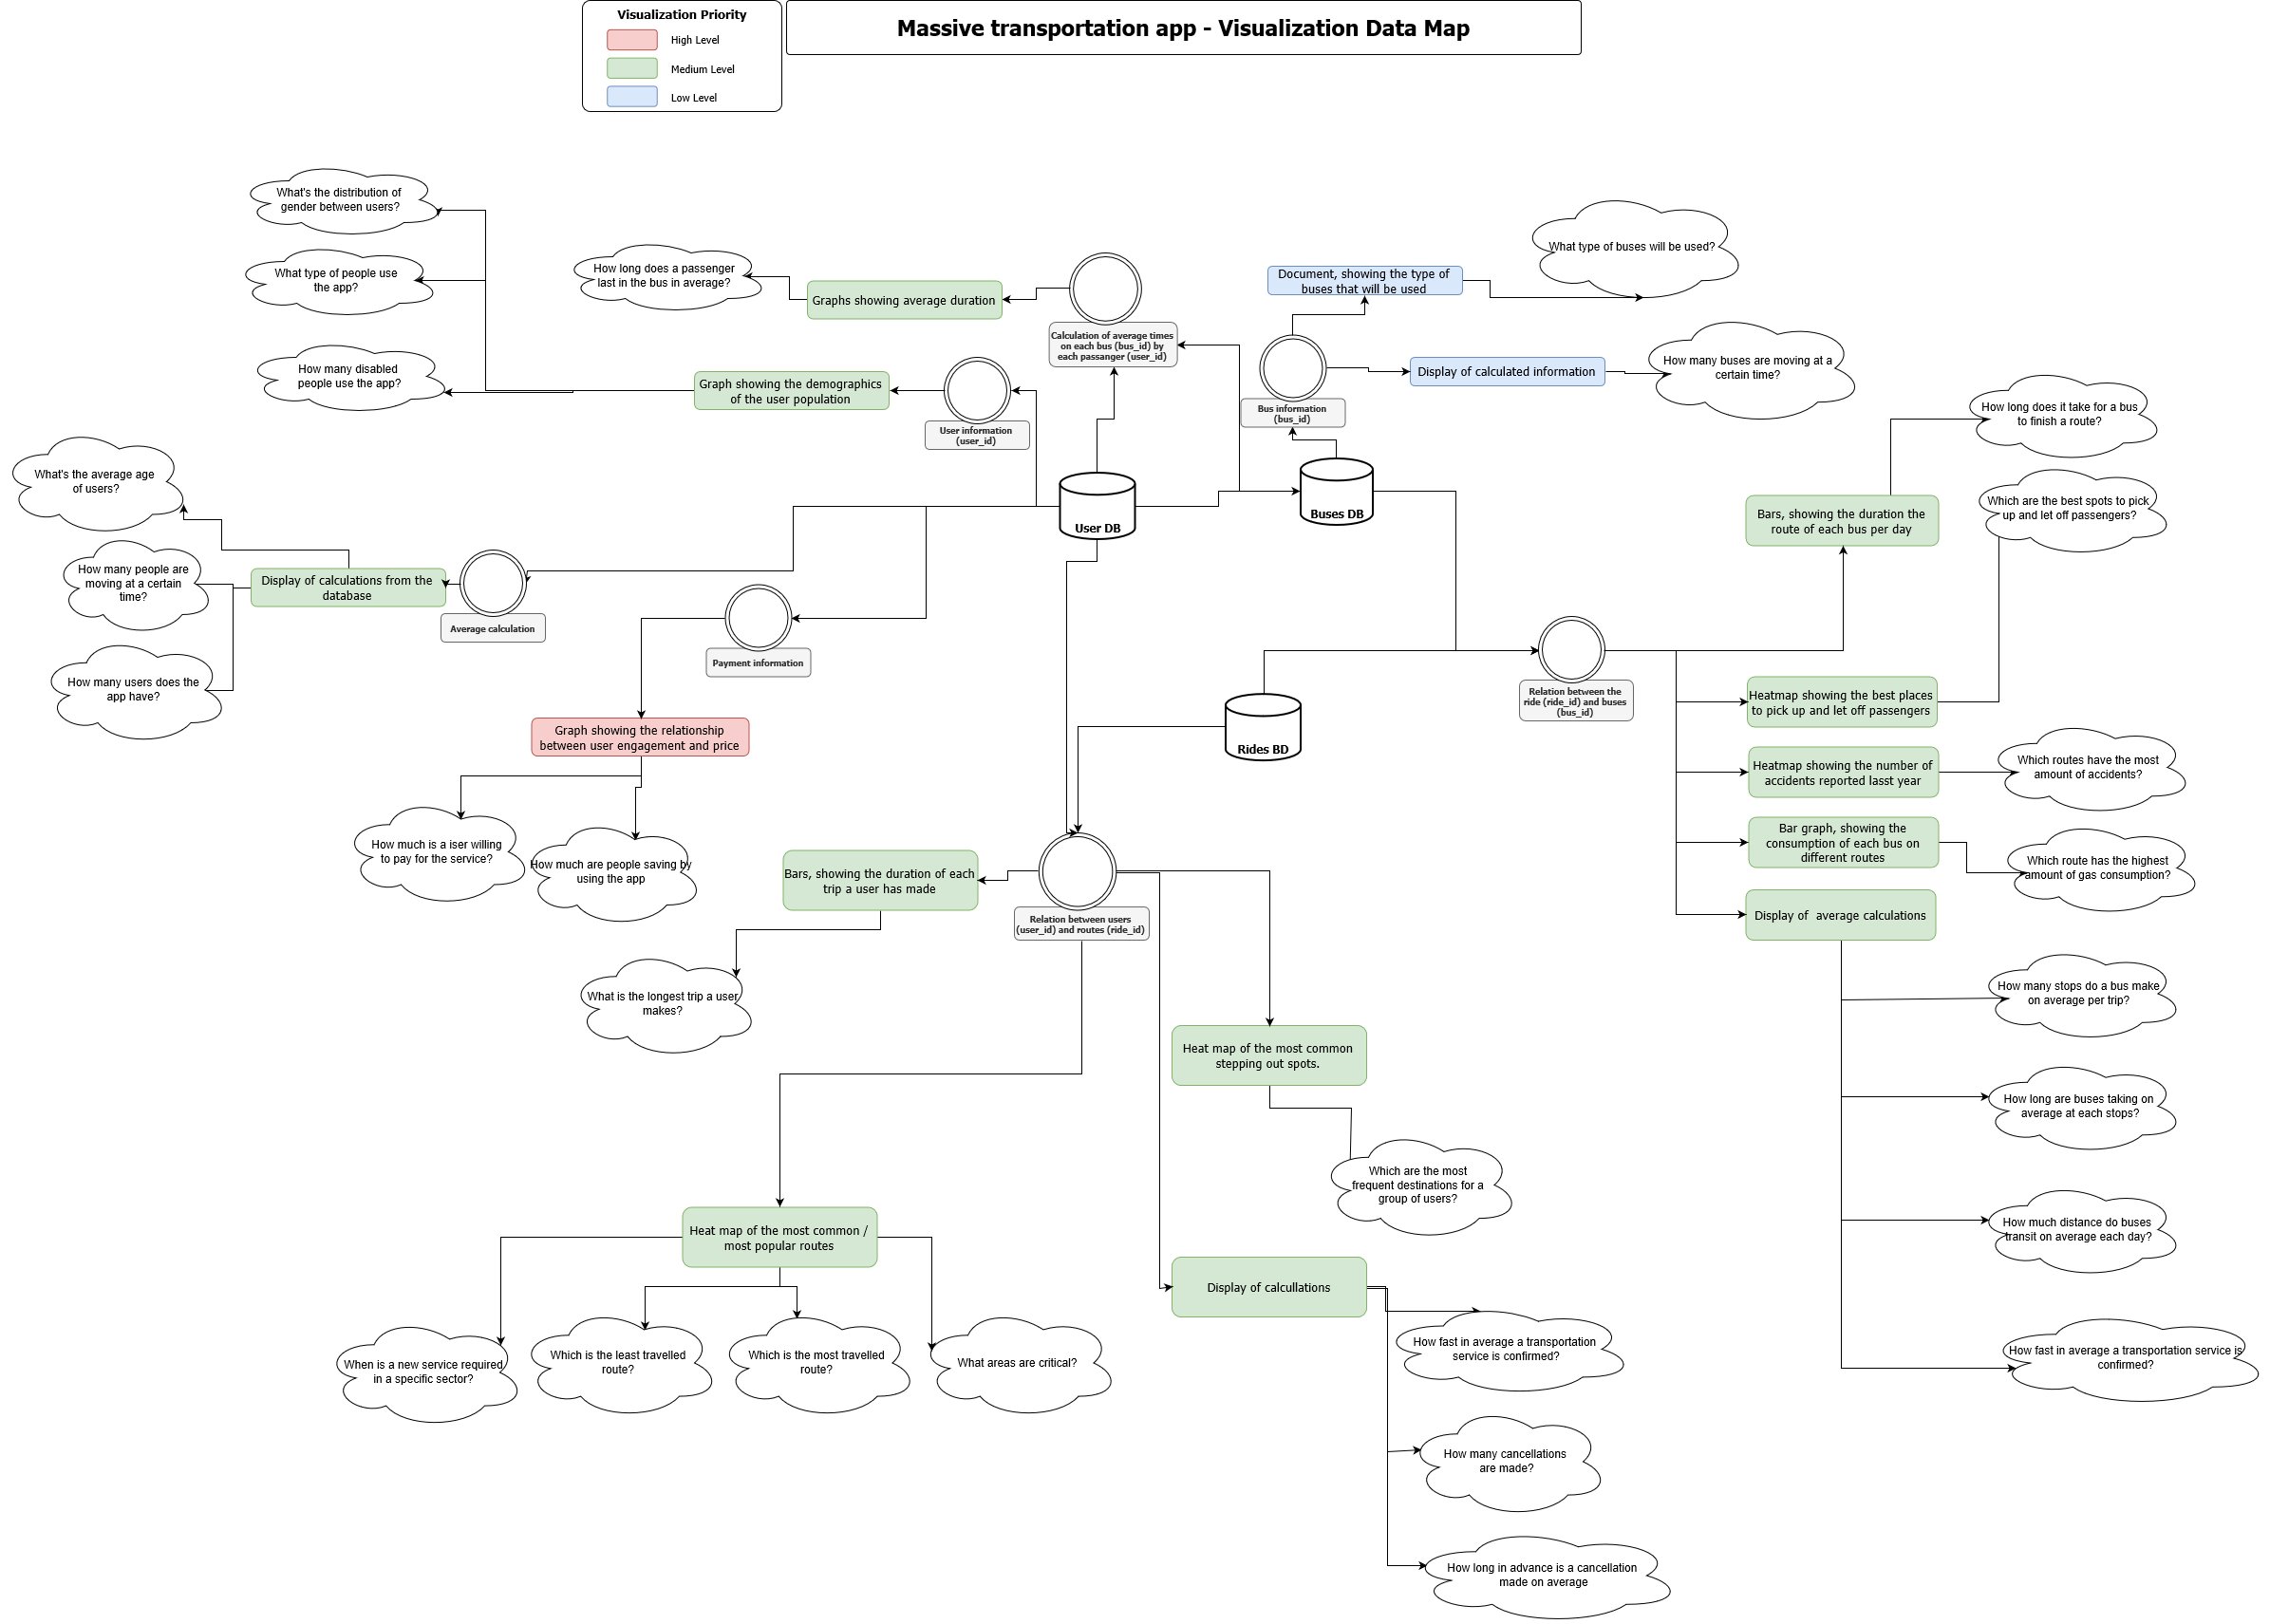 Visualization Priority
High Level
Medium Level
Low Level
Massive transportation app - Visualization Data Map
What's the distribution of
gender between users?
What type of people use
the app?
How many disabled
people use the app?
How long does a passenger
last in the bus in average?
Graphs showing average duration
Calculation of average times
on each bus (bus_id) by
each passanger (user_id)
Graph showing the demographics
of the user population
User information
(user_id)
Document, showing the type of
buses that will be used
What type of buses will be used?
Bus information
(bus_id)
Display of calculated information
How many buses are moving at a
certain time?
How long does it take for a bus
to finish a route?
What's the average age
of users?
How many people are
moving at a certain
time?
How many users does the
app have?
Display of calculations from the
database
Average calculation
Payment information
User DB
Buses DB
Bars, showing the duration the
route of each bus per day
Which are the best spots to pick
up and let off passengers?
Graph showing the relationship
between user engagement and price
How much is a iser willing
to pay for the service?
How much are people saving by
using the app
Rides BD
Relation between the
ride (ride_id) and buses
(bus_id)
Heatmap showing the best places
to pick up and let off passengers
Heatmap showing the number of
accidents reported lasst year
Which routes have the most
amount of accidents?
Bar graph, showing the
consumption of each bus on
different routes
Which route has the highest
amount of gas consumption?
Display of  average calculations
Bars, showing the duration of each
trip a user has made
Relation between users
(user_id) and routes (ride_id)
What is the longest trip a user
makes?
Heat map of the most common
stepping out spots.
Which are the most
frequent destinations for a
group of users?
How many stops do a bus make
on average per trip?
How long are buses taking on
average at each stops?
How much distance do buses
transit on average each day?
How fast in average a transportation service is
confirmed?
Heat map of the most common /
most popular routes
When is a new service required
in a specific sector?
Which is the least travelled
route?
Which is the most travelled
route?
What areas are critical?
Display of calcullations
How fast in average a transportation
service is confirmed?
How many cancellations
are made?
How long in advance is a cancellation
made on average